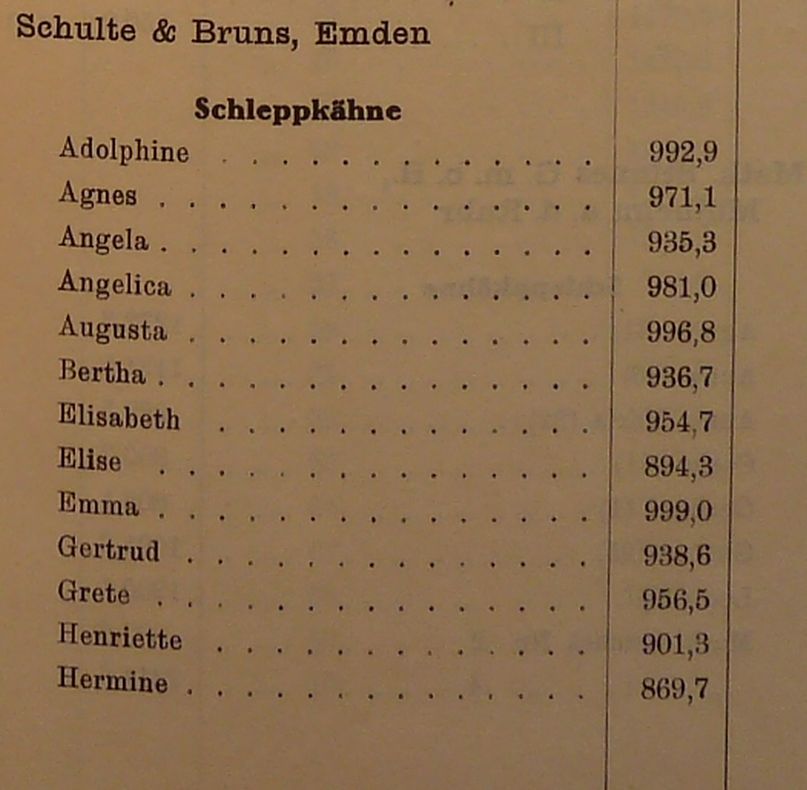 Schulte & Bruns, Emden
Schleppkähne
Adolphine . . . . . . . . . . . . . 992,9
Agnes . . . . . . . . . . . . . . . 971,1
Angela . . . . . . . . . . . . . . . 935,3
Angelica . . . . . . . . . . . . . . 981,0
Augusta . . . . . . . . . . . . . . 996,8
Bertha . . . . . . . . . . . . . . . 936,7
Elisabeth . . . . . . . . . . . . . 954,7
Elise . . . . . . . . . . . . . . . 894,3
Emma . . . . . . . . . . . . . . . 999,0
Gertrud . . . . . . . . . . . . . . 938,6
Grete . . . . . . . . . . . . . . . 956,5
Henriette . . . . . . . . . . . . . 901,3
Hermine . . . . . . . . . . . . . . 869,7